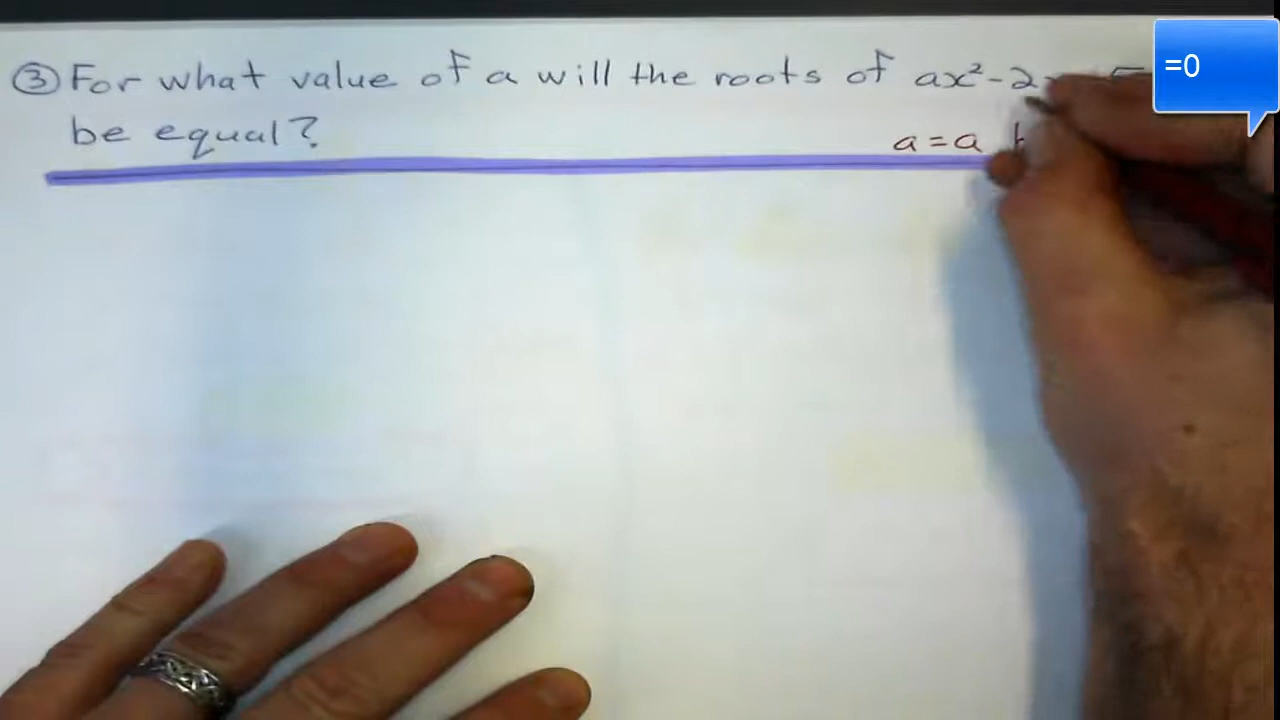 ③ For what value of a will the roots of ax² - 2
=0
be equal?
a = a